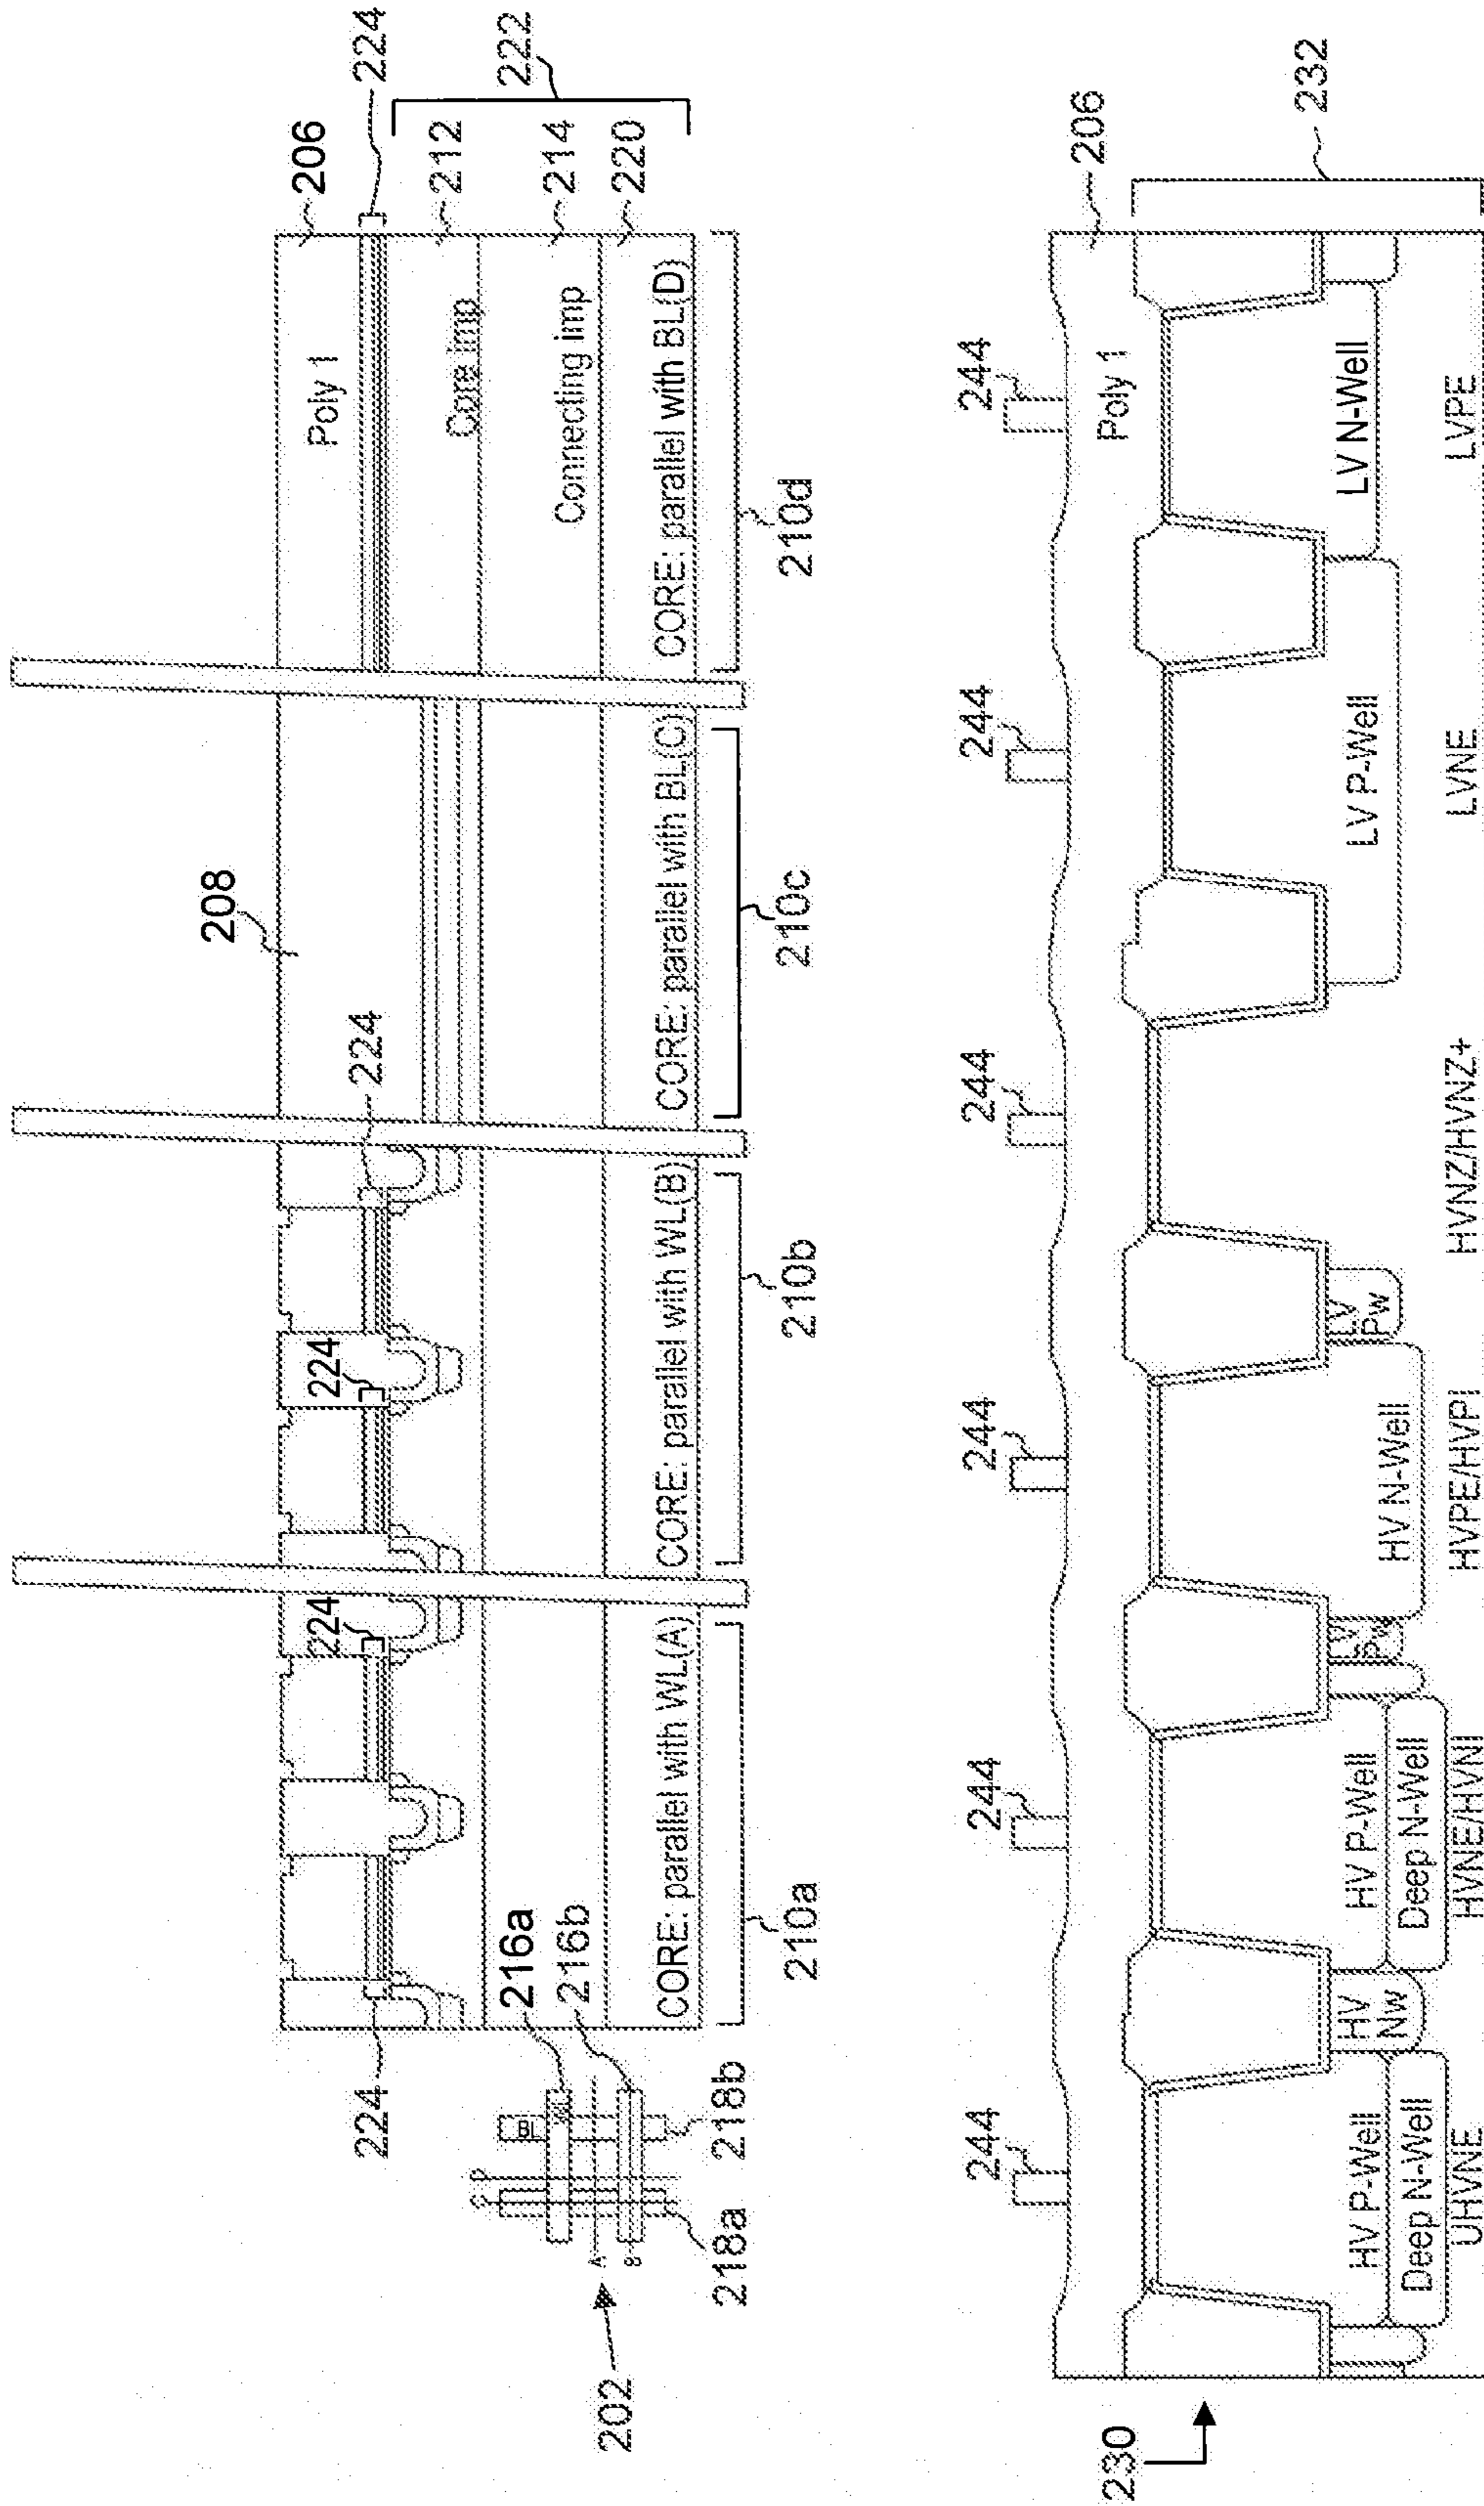 224
206
224
212
222
214
220
208
224
224
224
224
Poly 1
Core imp
Connecting imp
216a
216b
CORE: parallel with WL(A)
CORE: parallel with WL(B)
CORE: parallel with BL(C)
CORE: parallel with BL(D)
210a
210b
210c
210d
BL
C
D
A
B
218a
218b
202
244
244
244
244
244
244
244
206
Poly 1
232
HV P-Well
Deep N-Well
HV
Nw
HV P-Well
Deep N-Well
LV
Pw
HV N-Well
LV
Pw
LV P-Well
LV N-Well
UHVNE
HVNE/HVNI
HVPE/HVPI
HVNZ/HVNZ+
LVNE
LVPE
230